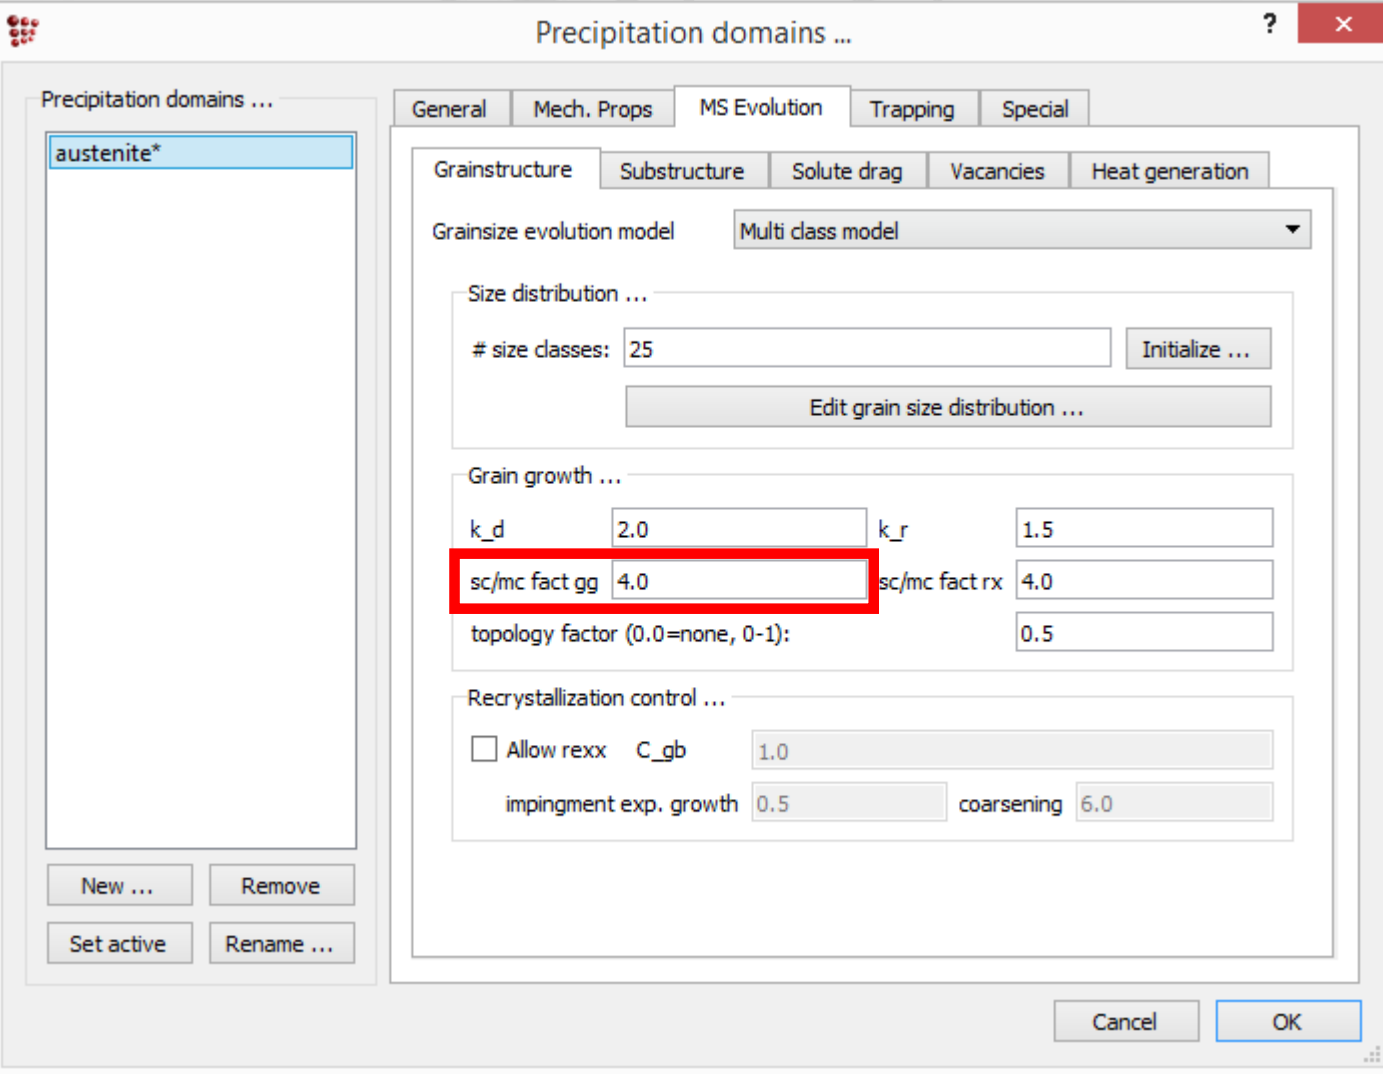 Precipitation domains ...
?
Precipitation domains ...
austenite*
New ...
Remove
Set active
Rename ...
General
Mech. Props
MS Evolution
Trapping
Special
Grainstructure
Substructure
Solute drag
Vacancies
Heat generation
Grainsize evolution model
Multi class model
Size distribution ...
# size classes:
25
Initialize ...
Edit grain size distribution ...
Grain growth ...
k_d
2.0
k_r
1.5
sc/mc fact gg
4.0
sc/mc fact rx
4.0
topology factor (0.0=none, 0-1):
0.5
Recrystallization control ...
Allow rexx
C_gb
1.0
impingment exp. growth
0.5
coarsening
6.0
Cancel
OK